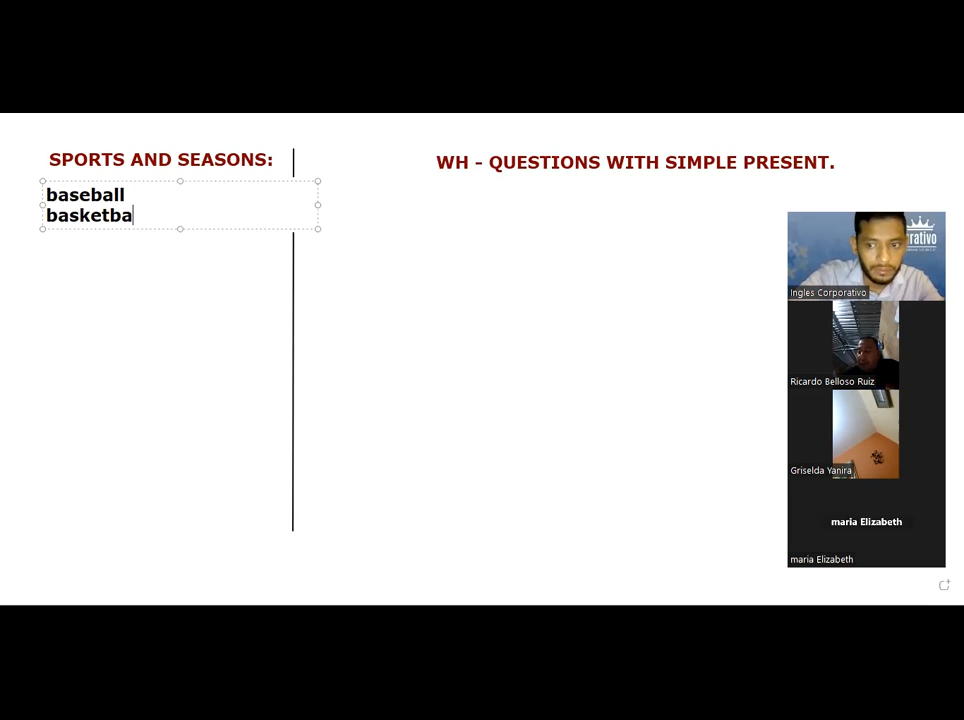 SPORTS AND SEASONS:
baseball
basketba
WH - QUESTIONS WITH SIMPLE PRESENT.
rativo
Ingles Corporativo
Ricardo Belloso Ruiz
Griselda Yanira
maria Elizabeth
maria Elizabeth